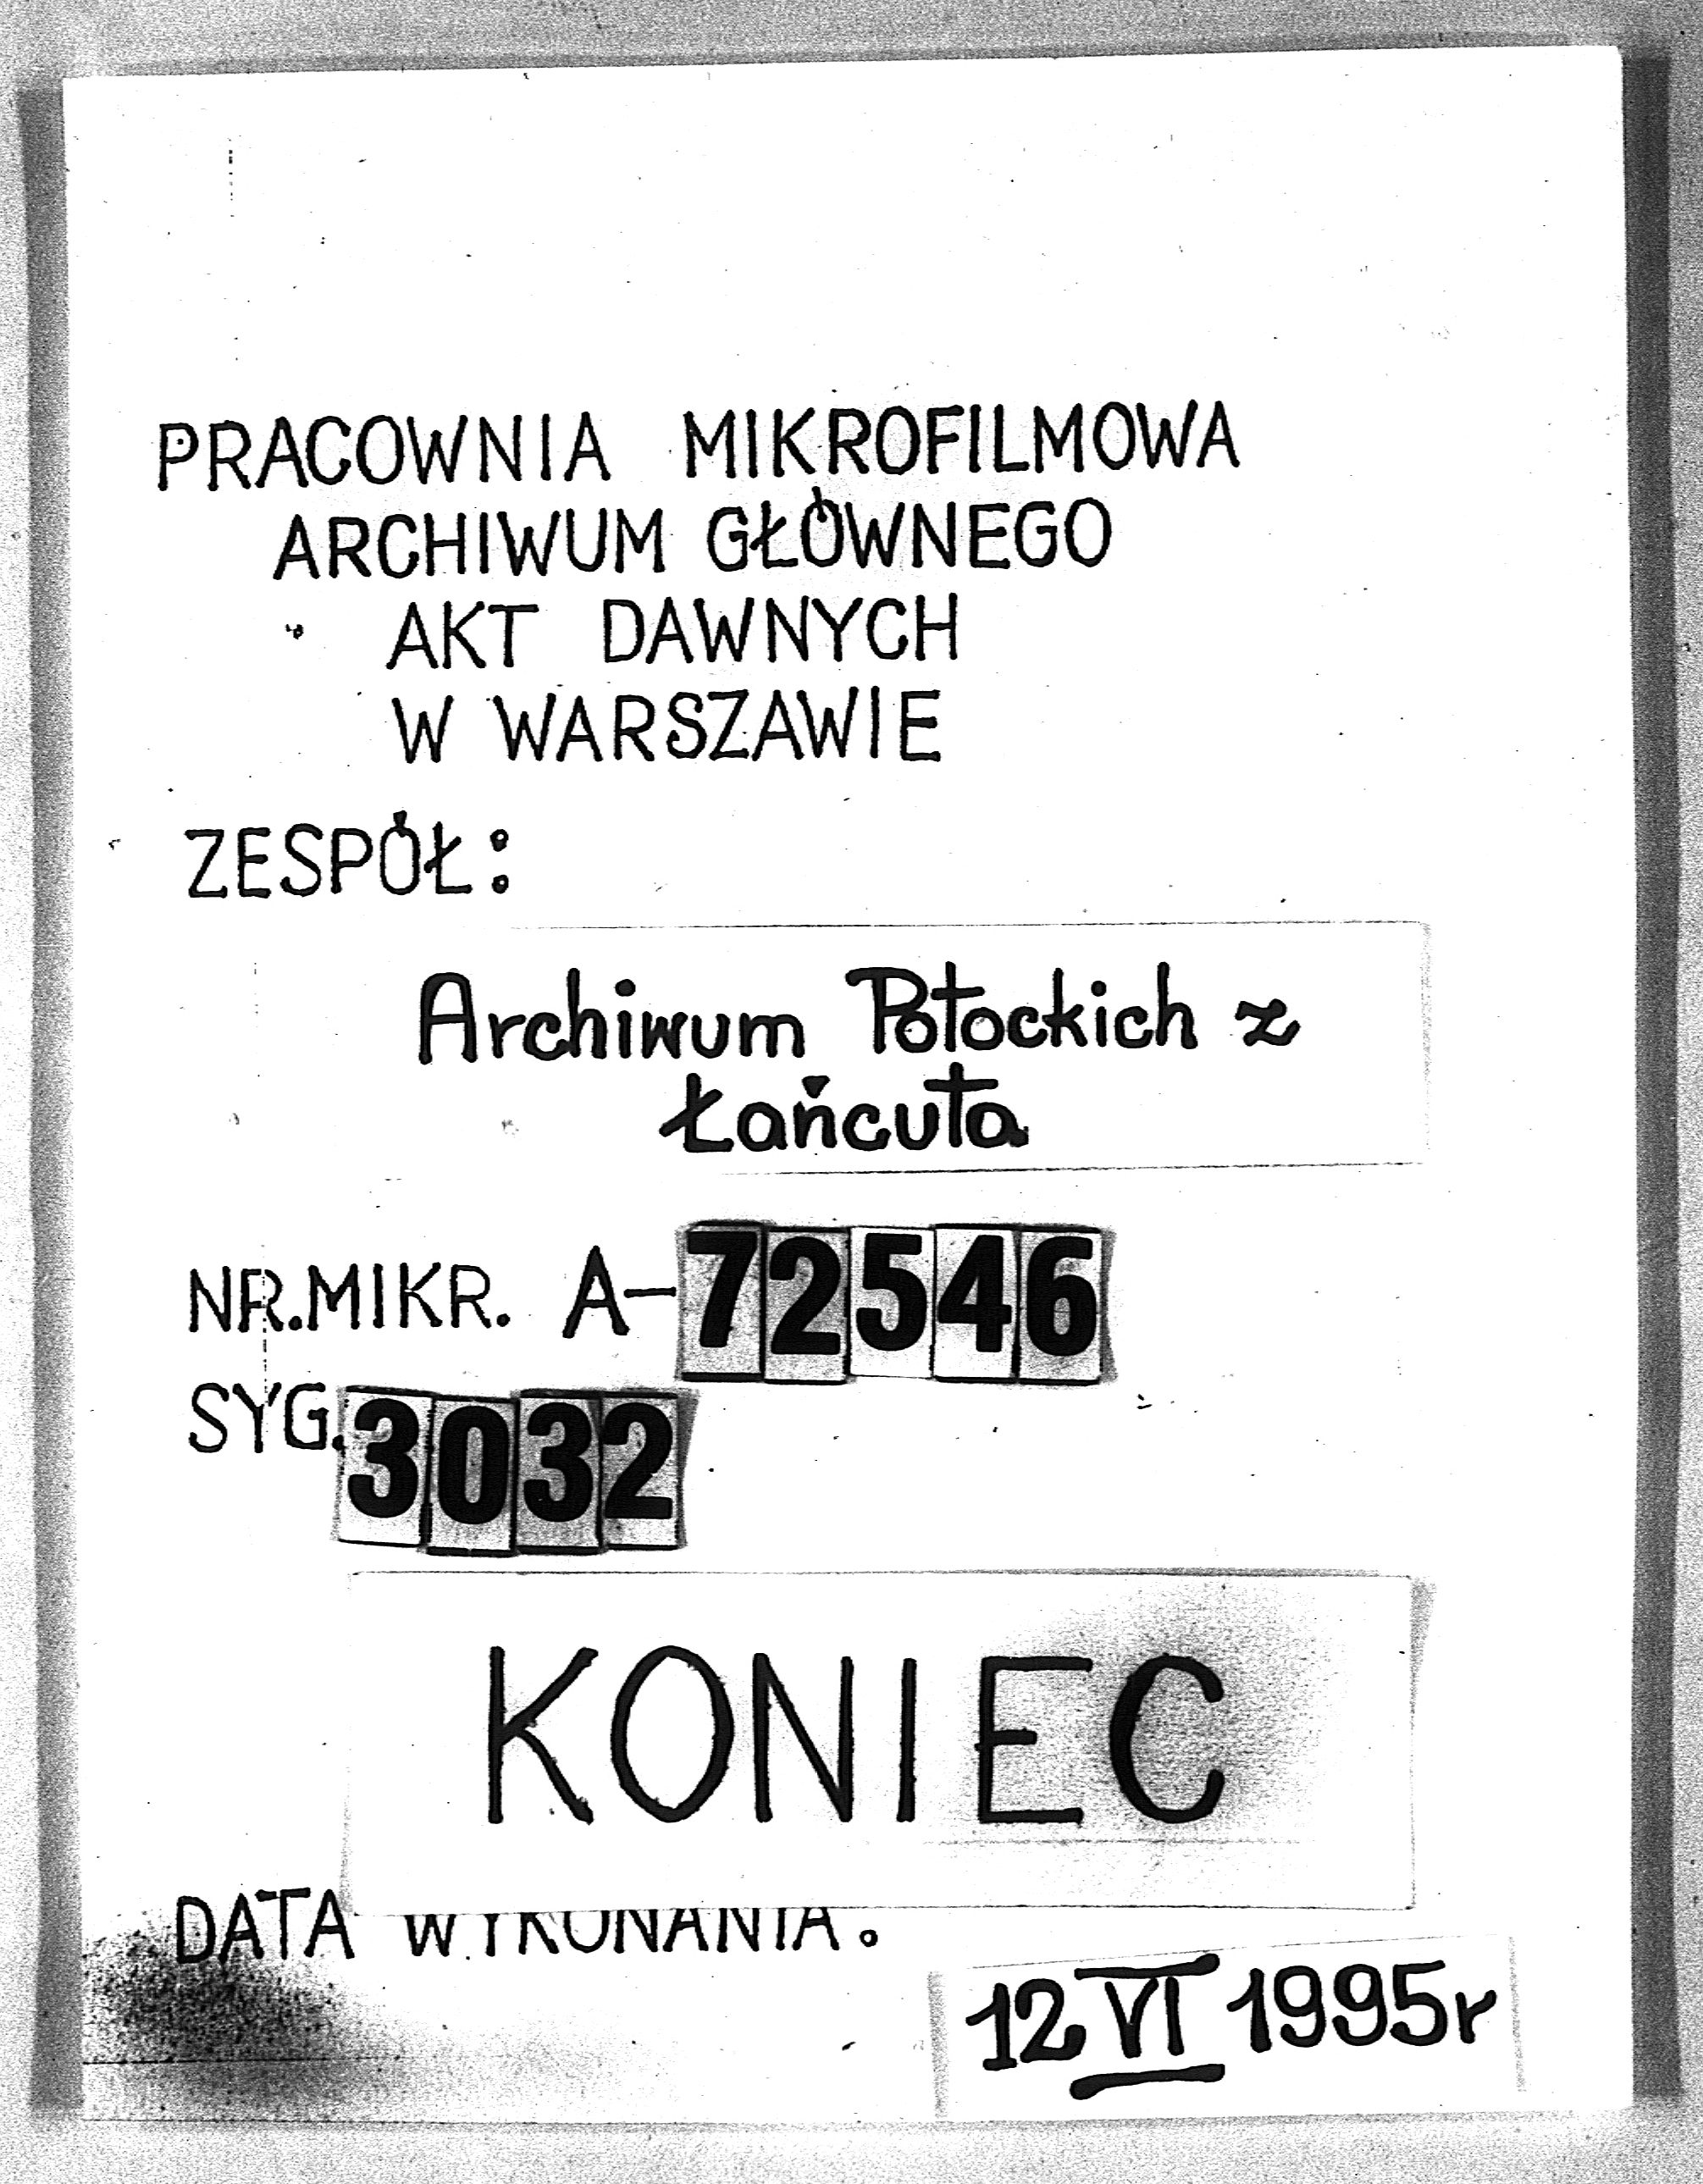 PRACOWNIA MIKROFILMOWA
ARCHIWUM GŁÓWNEGO
AKT DAWNYCH
W WARSZAWIE
ZESPÓŁ:
Archiwum Potockich z
Łańcuta
NR.MIKR. A-72546
SYG.3032
KONIEC
DATA WYKONANIA:
12 VI 1995r